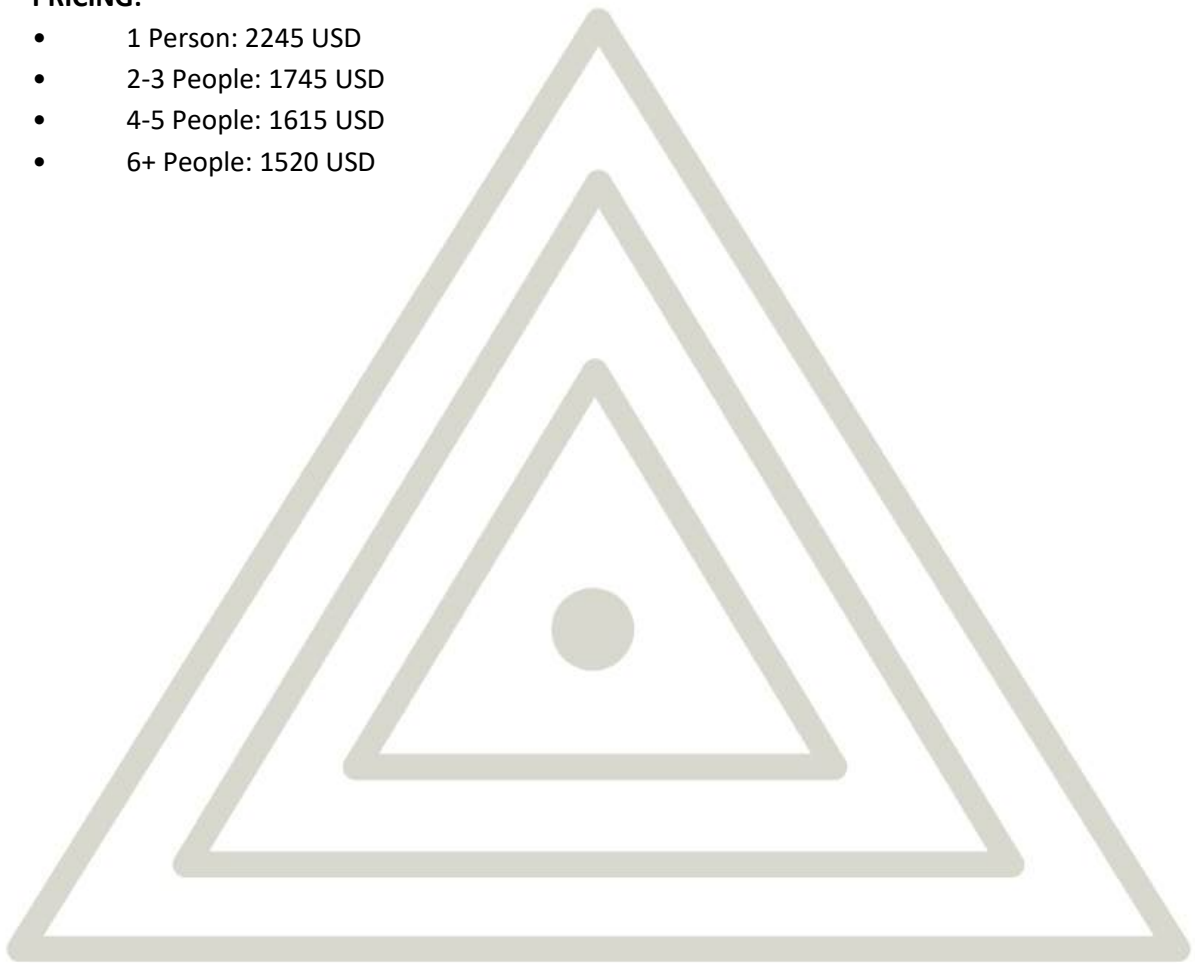 PRICING:
• 1 Person: 2245 USD
• 2-3 People: 1745 USD
• 4-5 People: 1615 USD
• 6+ People: 1520 USD